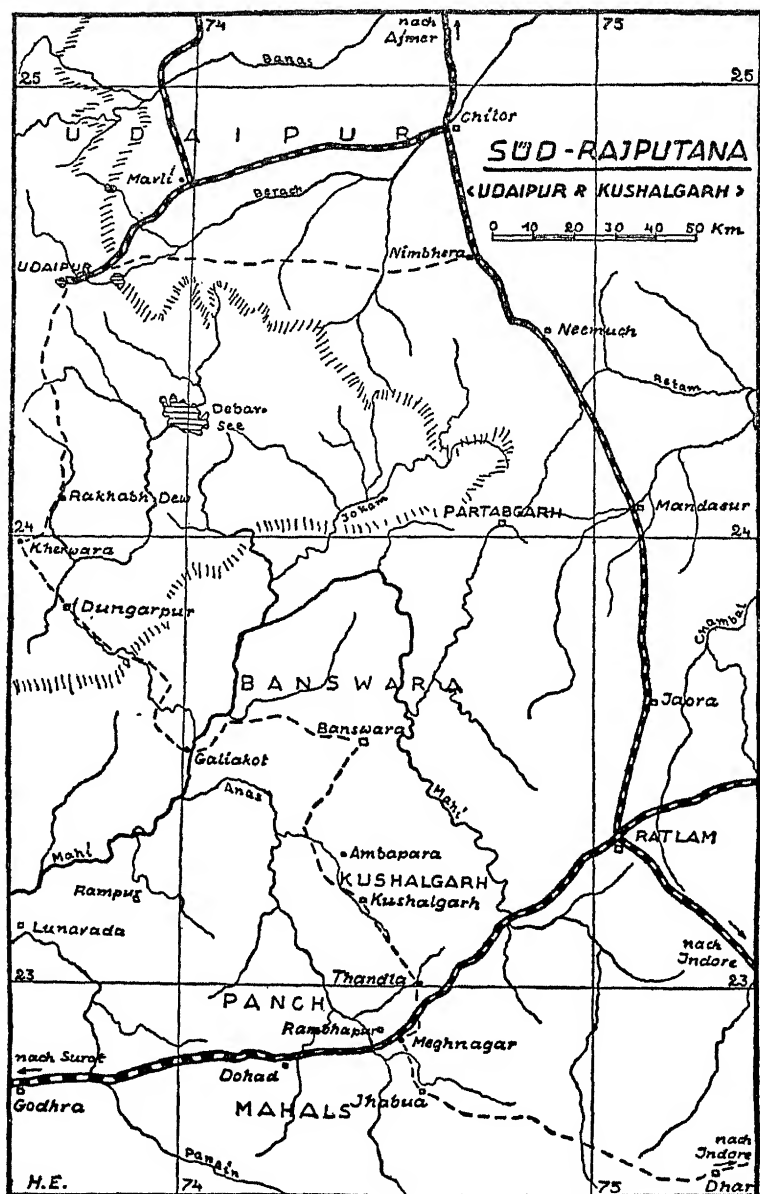 74
nach
Ajmer
75
25
Banas
25
UDAIPUR
Chitor
SÜD-RAJPUTANA
<UDAIPUR & KUSHALGARH>
Marli
Berach
0 10 20 30 40 50 Km.
Nimbhera
UDAIPUR
Neemuch
Retam
Debar-
see
Rakhabh Dew
Jokam
PARTABGARH
Mandasur
24
24
Kherwara
Dungarpur
Chambal
BANSWARA
Jaora
Banswara
Galiakot
Anas
Mahi
Mahi
RATLAM
Ambapara
Rampur
KUSHALGARH
Kushalgarh
Lunavada
nach
Indore
23
Thandla
23
PANCH
Rambhapur
Meghnagar
nach Surat
Dohad
Godhra
MAHALS
Jhabua
Panam
nach
Indore
H.E.
74
75
Dhar